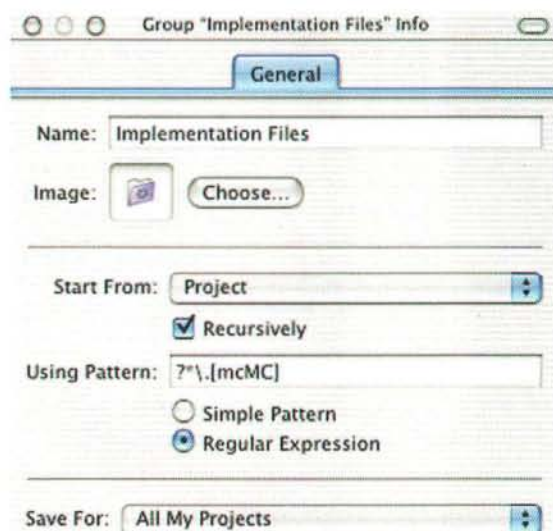 Group "Implementation Files" Info
General
Name: Implementation Files
Image: Choose...
Start From: Project
Recursively
Using Pattern: ?*\.[mcMC]
Simple Pattern
Regular Expression
Save For: All My Projects